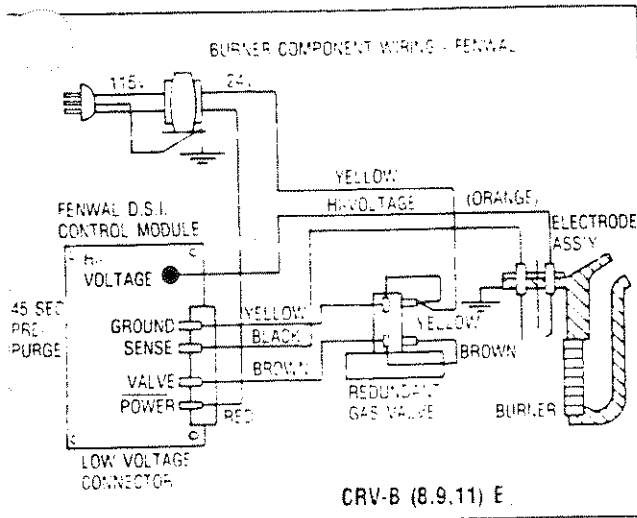 BURNER COMPONENT WIRING - FENWAL
115V
24V
YELLOW
HI-VOLTAGE
(ORANGE)
ELECTRODE
ASS'Y
FENWAL D.S.I.
CONTROL MODULE
HI-
VOLTAGE
45 SEC
PRE-
PURGE
GROUND
SENSE
VALVE
POWER
YELLOW
BLACK
BROWN
RED
YELLOW
BROWN
REDUNDANT
GAS VALVE
BURNER
LOW VOLTAGE
CONNECTOR
CRV-B (8,9,11) E